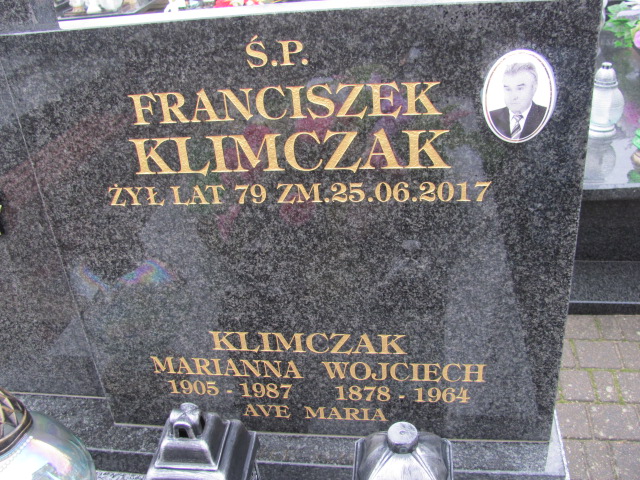 Ś.P.
FRANCISZEK
KLIMCZAK
ŻYŁ LAT 79 ZM.25.06.2017
KLIMCZAK
MARIANNA WOJCIECH
1905 - 1987 1878 - 1964
AVE MARIA